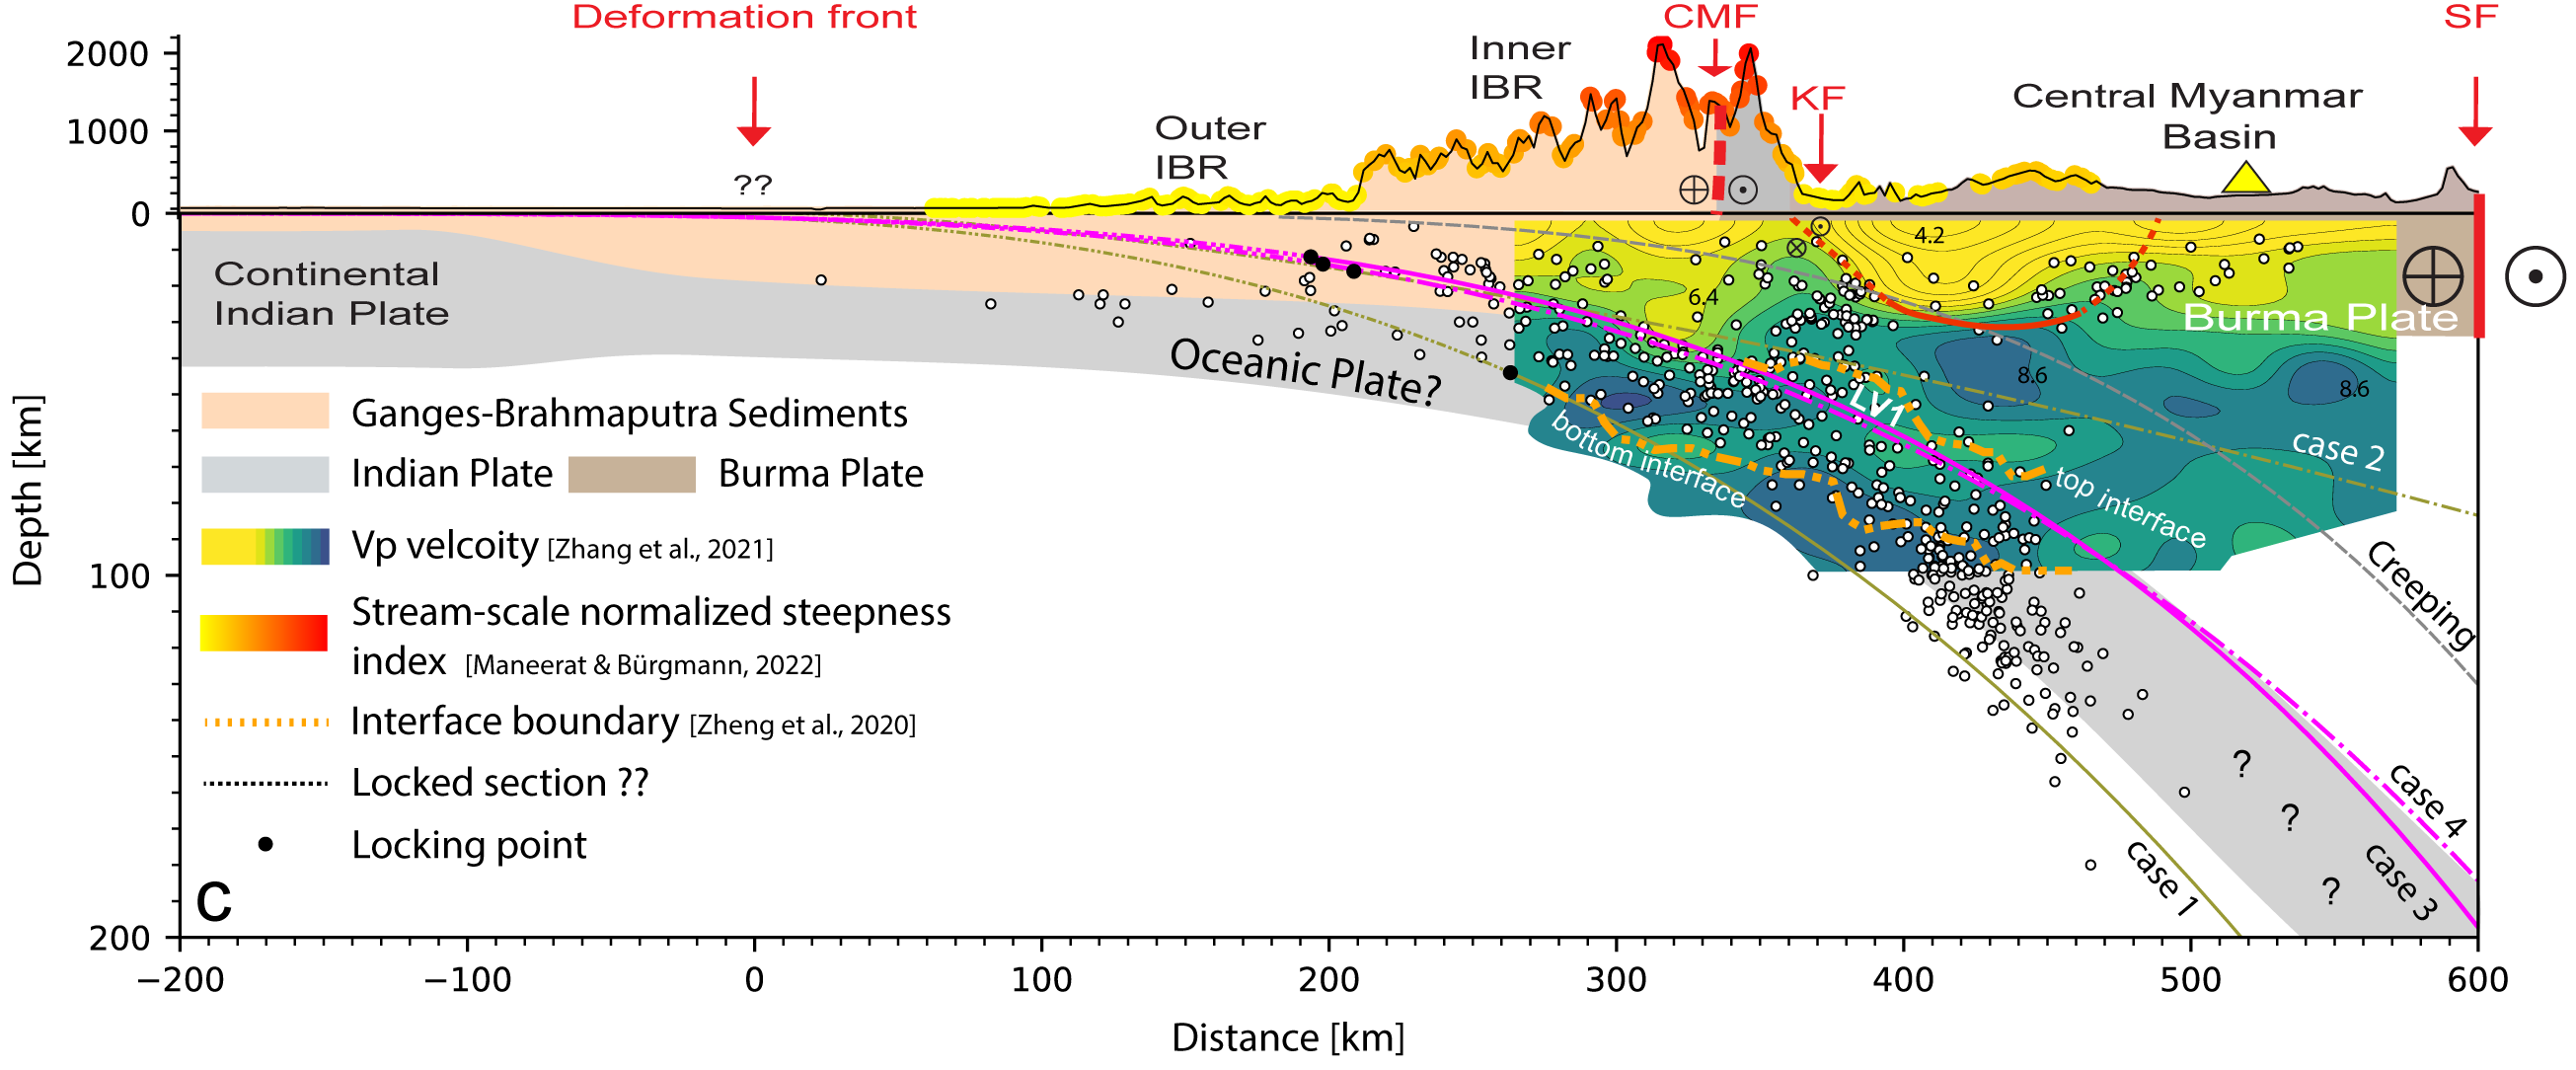 Deformation front
CMF
SF
Inner
IBR
KF
Central Myanmar
Basin
Outer
IBR
2000
1000
0
100
200
Depth [km]
??
4.2
6.4
8.6
8.6
Continental
Indian Plate
Burma Plate
Oceanic Plate?
LV1
case 2
bottom interface
top interface
Creeping
Ganges-Brahmaputra Sediments
Indian Plate
Burma Plate
Vp velcoity [Zhang et al., 2021]
Stream-scale normalized steepness
index [Maneerat & Bürgmann, 2022]
Interface boundary [Zheng et al., 2020]
Locked section ??
Locking point
?
?
?
case 4
case 3
case 1
C
−200
−100
0
100
200
300
400
500
600
Distance [km]